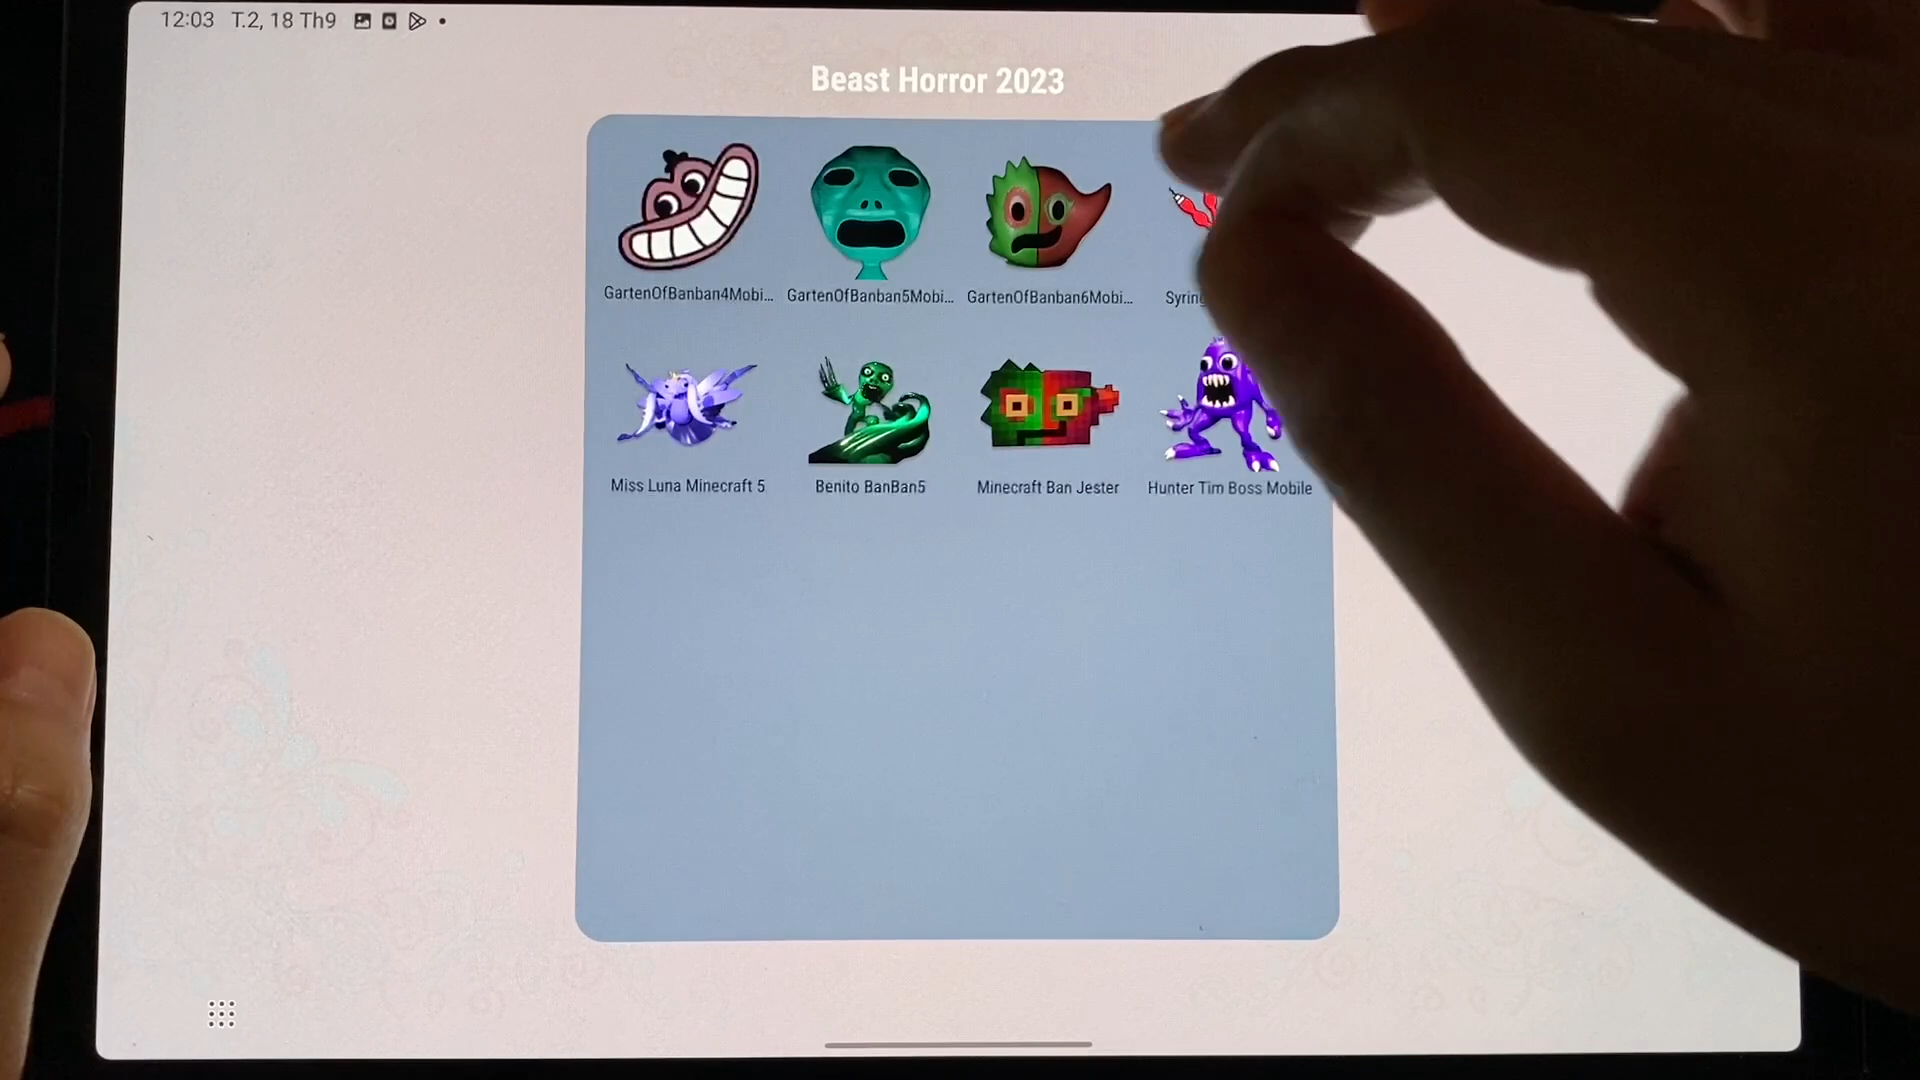 12:03 T.2, 18 Th9
Beast Horror 2023
GartenOfBanban4Mobi...
GartenOfBanban5Mobi...
GartenOfBanban6Mobi...
Miss Luna Minecraft 5
Benito BanBan5
Minecraft Ban Jester
Hunter Tim Boss Mobile